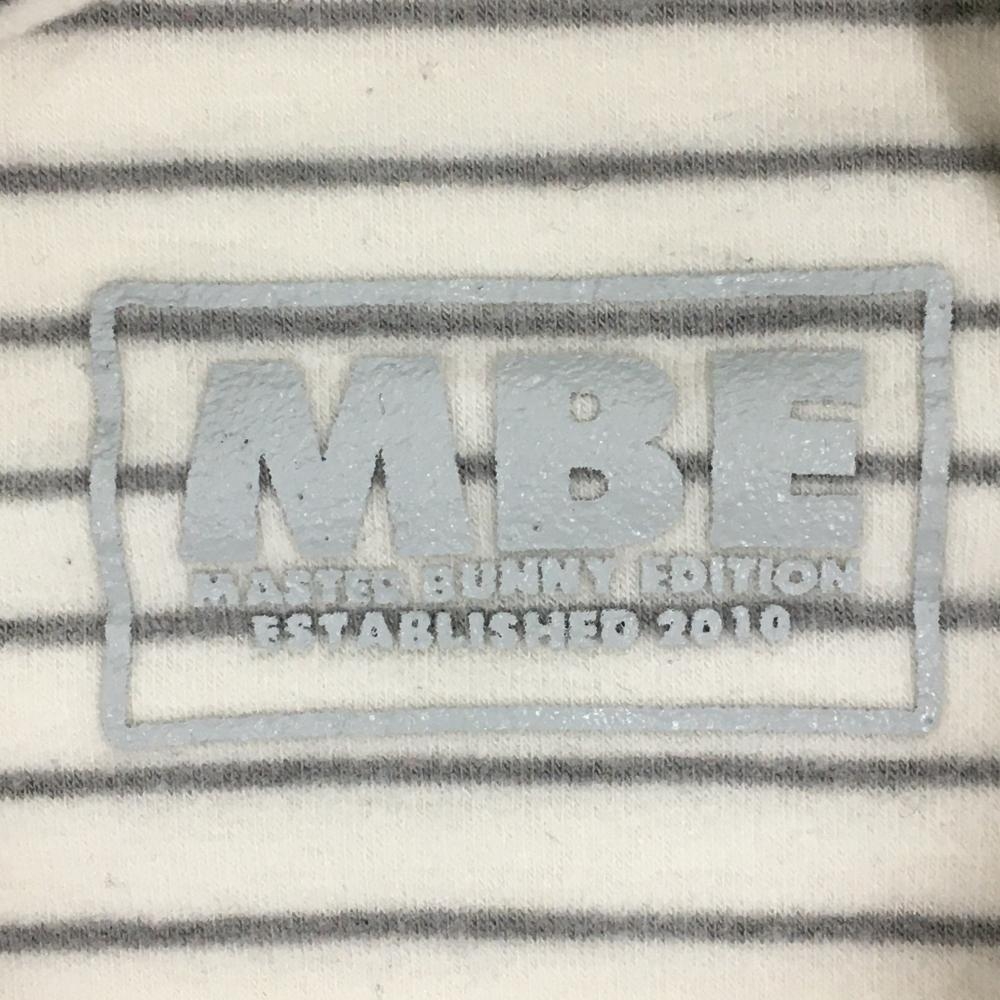 MBE
MASTER BUNNY EDITION
ESTABLISHED 2010